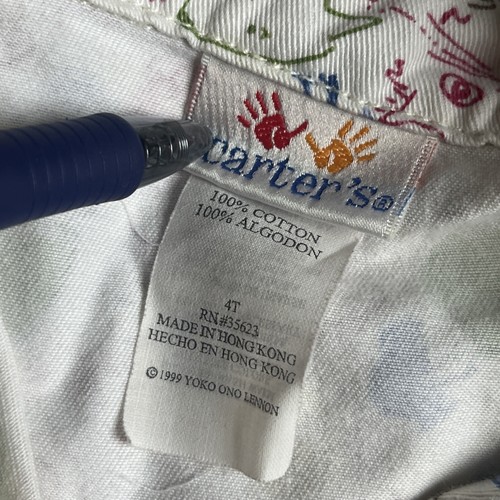 carter's®
100% COTTON
100% ALGODON
4T
RN#35623
MADE IN HONG KONG
HECHO EN HONG KONG
© 1999 YOKO ONO LENNON